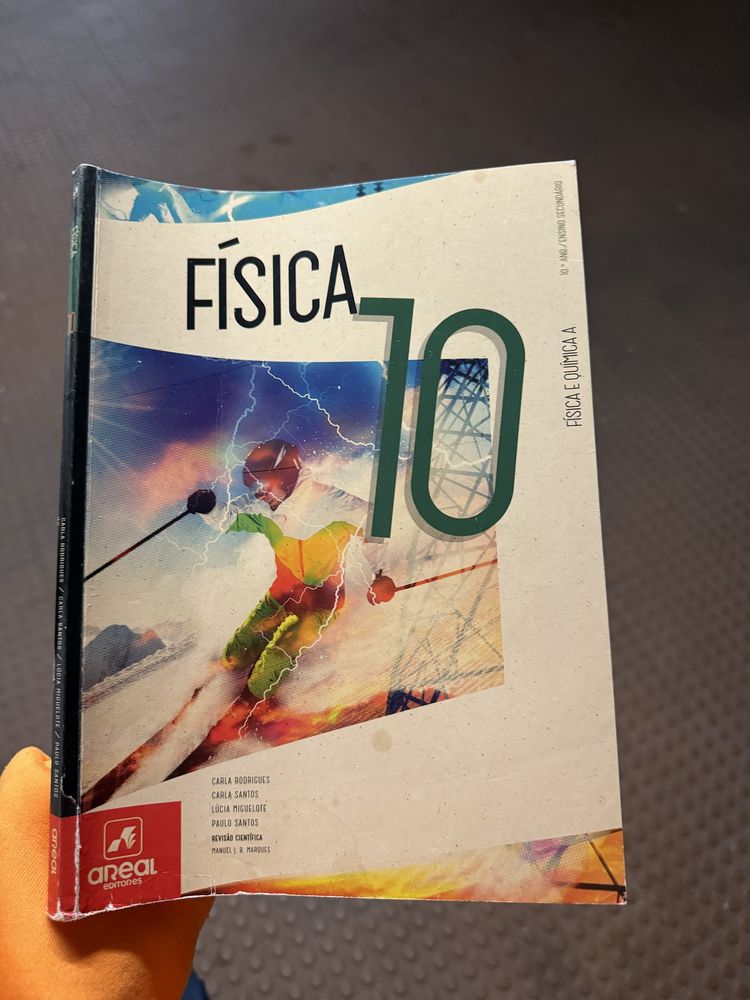 FÍSICA
10
10.º ANO / ENSINO SECUNDÁRIO
FÍSICA E QUÍMICA A
CARLA RODRIGUES
CARLA SANTOS
LÚCIA MIGUELOTE
PAULO SANTOS
REVISÃO CIENTÍFICA
MANUEL J. B. MARQUES
AREAL
EDITORES
FÍSICA
CARLA RODRIGUES / CARLA SANTOS / LÚCIA MIGUELOTE / PAULO SANTOS
AREAL